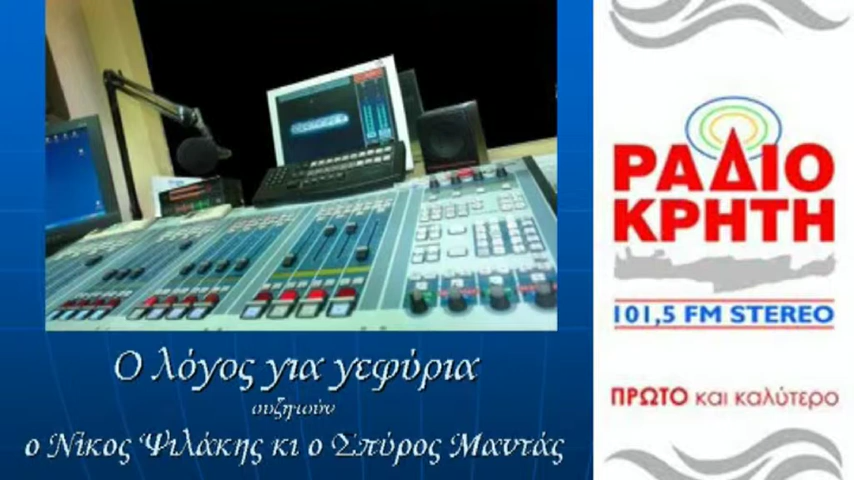 Ο λόγος για γεφύρια
συζητούν
ο Νίκος Ψιλάκης κι ο Σπύρος Μαντάς
ΡΑΔΙΟ
ΚΡΗΤΗ
101,5 FM STEREO
ΠΡΩΤΟ και καλύτερο